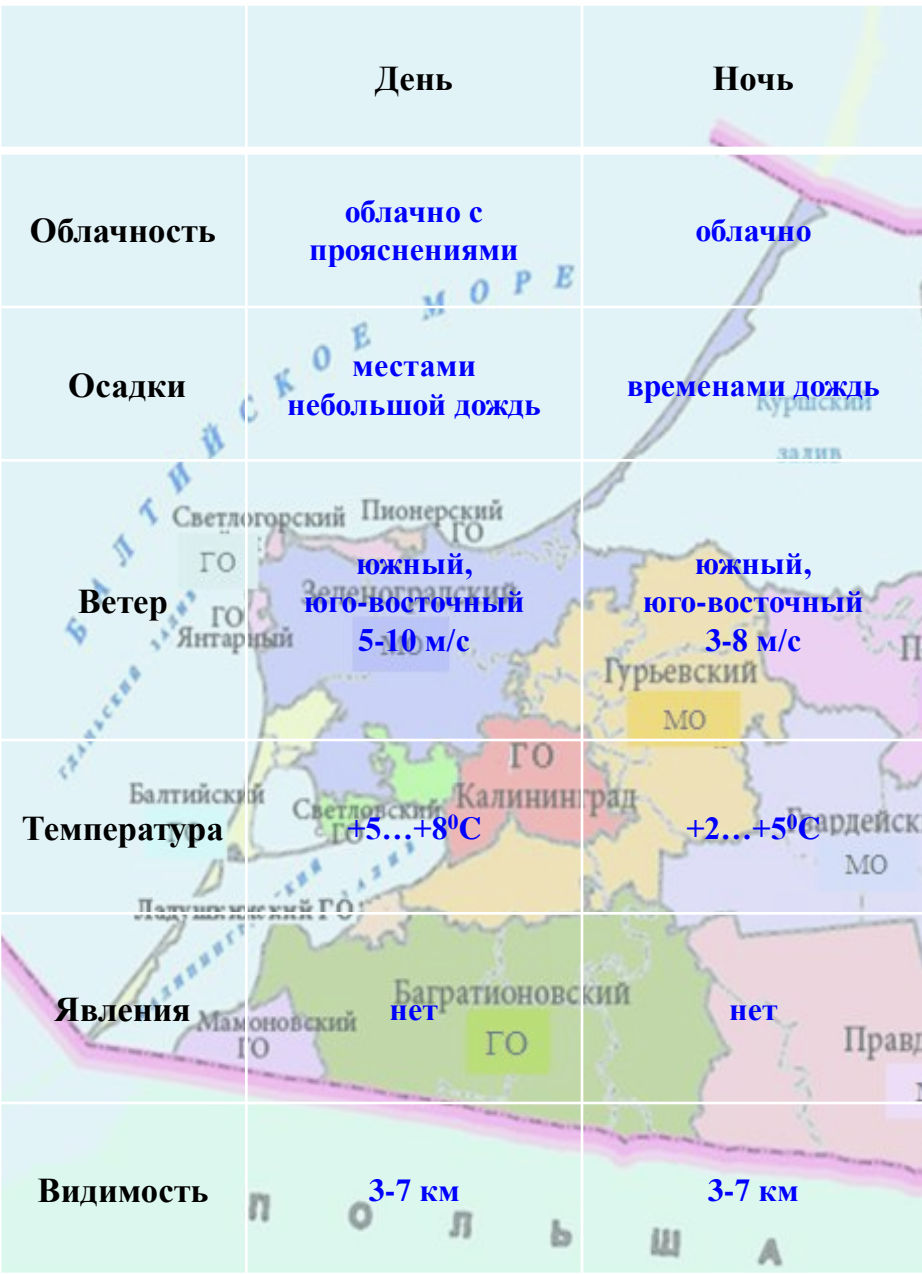 День Ночь
Облачность
облачно с
прояснениями
облачно
БАЛТИЙСКОЕ МОРЕ
Осадки
местами
небольшой дождь
временами дождь
Куршский
залив
Светлогорский
ГО
Пионерский
ГО
Ветер
южный,
юго-восточный
5-10 м/с
южный,
юго-восточный
3-8 м/с
Зеленоградский
МО
ГО
Янтарный
Гурьевский
МО
П
ГО
Калининград
Балтийский
Светловский
ГО
Температура
+5…+8⁰С
+2…+5⁰С
МО
Ладушкинский ГО
Явления
нет
нет
Багратионовский
ГО
Мамоновский
ГО
Правд
Видимость
3-7 км
3-7 км
ПОЛЬША